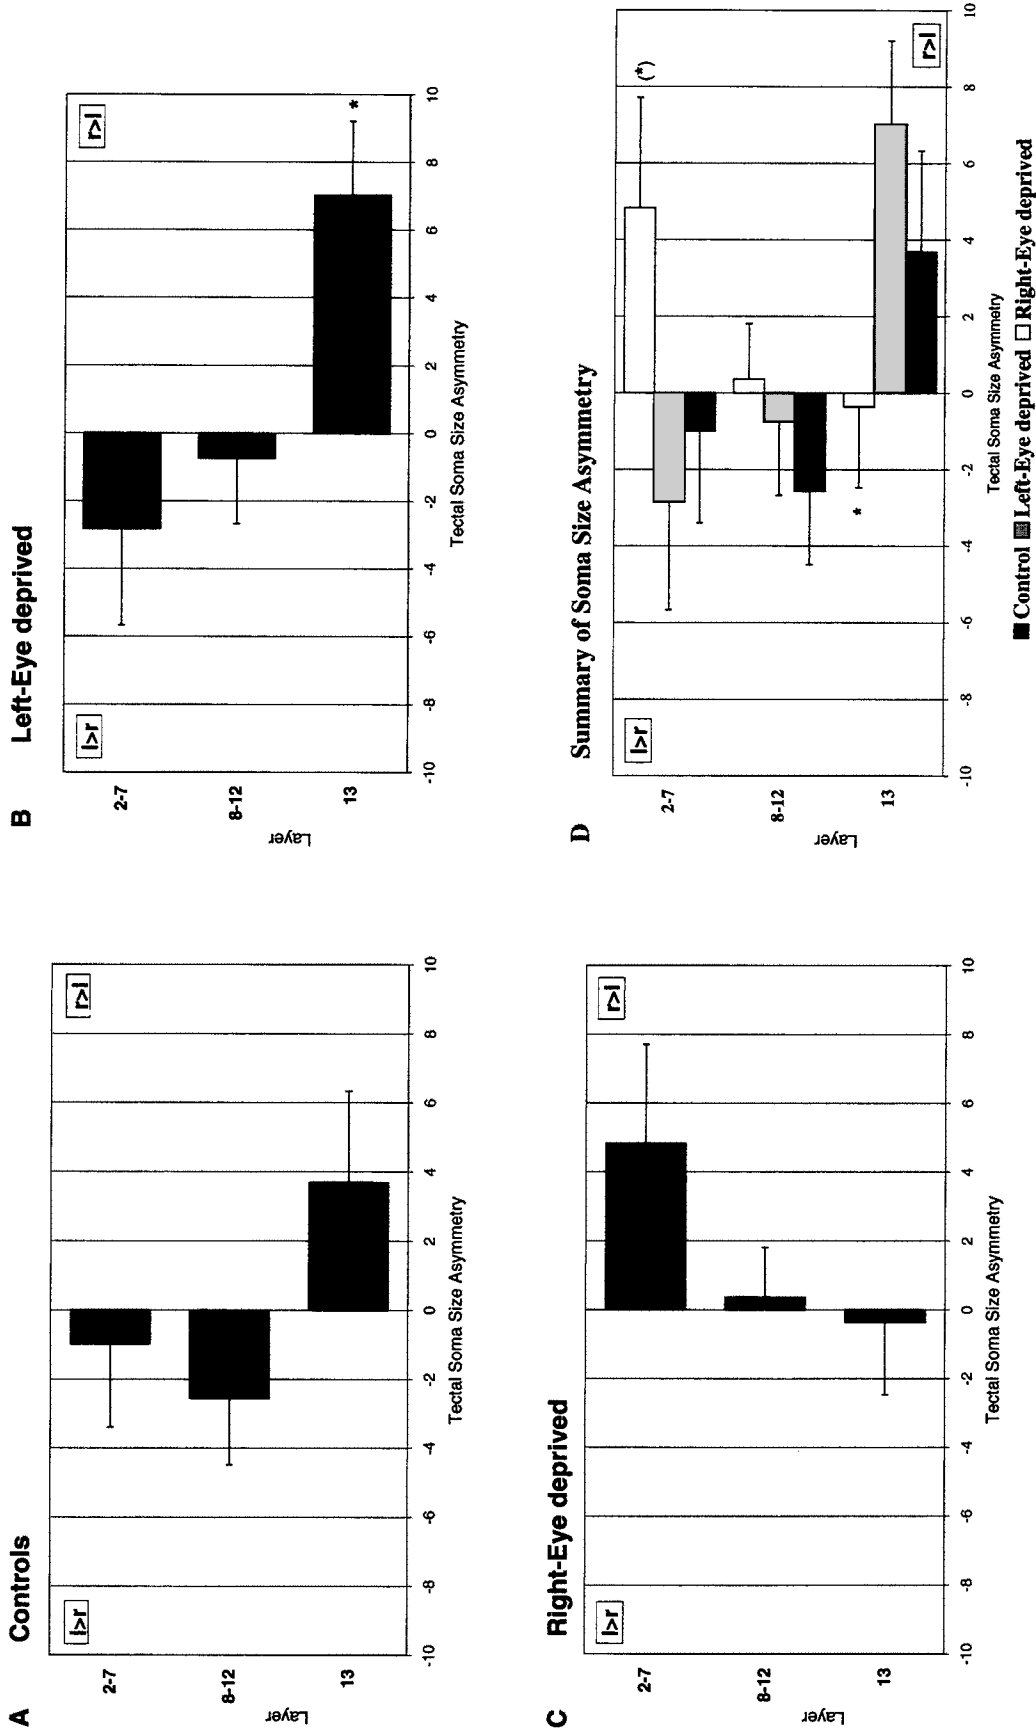 A Controls
l>r
r>l
2-7
8-12
13
Layer
-10 -8 -6 -4 -2 0 2 4 6 8 10
Tectal Soma Size Asymmetry
B Left-Eye deprived
l>r
r>l
2-7
8-12
13
*
Layer
-10 -8 -6 -4 -2 0 2 4 6 8 10
Tectal Soma Size Asymmetry
C Right-Eye deprived
l>r
r>l
2-7
8-12
13
Layer
-10 -8 -6 -4 -2 0 2 4 6 8 10
Tectal Soma Size Asymmetry
D Summary of Soma Size Asymmetry
l>r
(*)
2-7
8-12
*
13
r>l
Layer
-10 -8 -6 -4 -2 0 2 4 6 8 10
Tectal Soma Size Asymmetry
Control Left-Eye deprived Right-Eye deprived